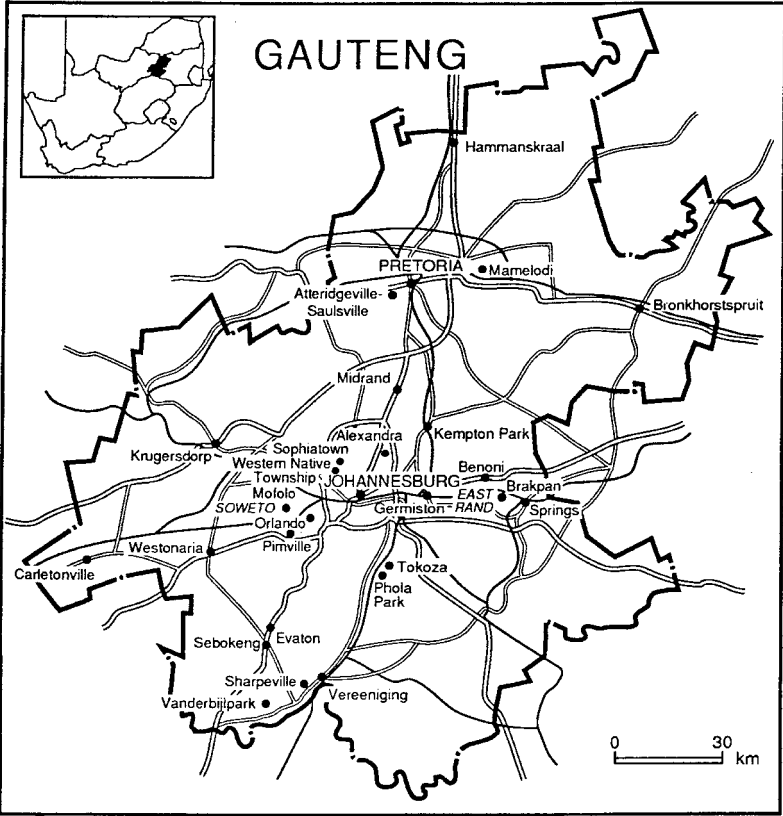 GAUTENG
Hammanskraal
PRETORIA
Mamelodi
Atteridgeville-
Saulsville
Bronkhorstspruit
Midrand
Alexandra
Kempton Park
Krugersdorp
Sophiatown
Western Native
Township
JOHANNESBURG
Benoni
Mofolo
EAST
RAND
Brakpan
SOWETO
Germiston
Springs
Orlando
Pimville
Westonaria
Carletonville
Tokoza
Phola
Park
Evaton
Sebokeng
Sharpeville
Vereeniging
Vanderbijlpark
0 30
km